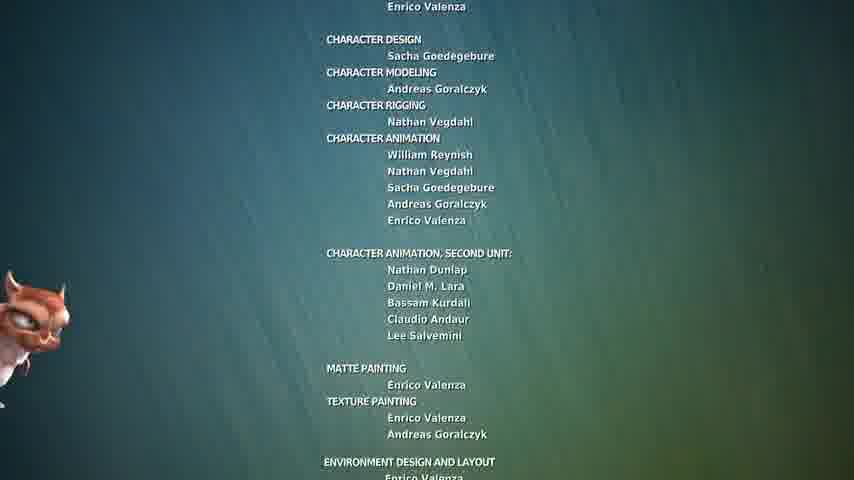 Enrico Valenza
CHARACTER DESIGN
Sacha Goedegebure
CHARACTER MODELING
Andreas Goralczyk
CHARACTER RIGGING
Nathan Vegdahl
CHARACTER ANIMATION
William Reynish
Nathan Vegdahl
Sacha Goedegebure
Andreas Goralczyk
Enrico Valenza
CHARACTER ANIMATION, SECOND UNIT:
Nathan Dunlap
Daniel M. Lara
Bassam Kurdali
Claudio Andaur
Lee Salvemini
MATTE PAINTING
Enrico Valenza
TEXTURE PAINTING
Enrico Valenza
Andreas Goralczyk
ENVIRONMENT DESIGN AND LAYOUT
Enrico Valenza